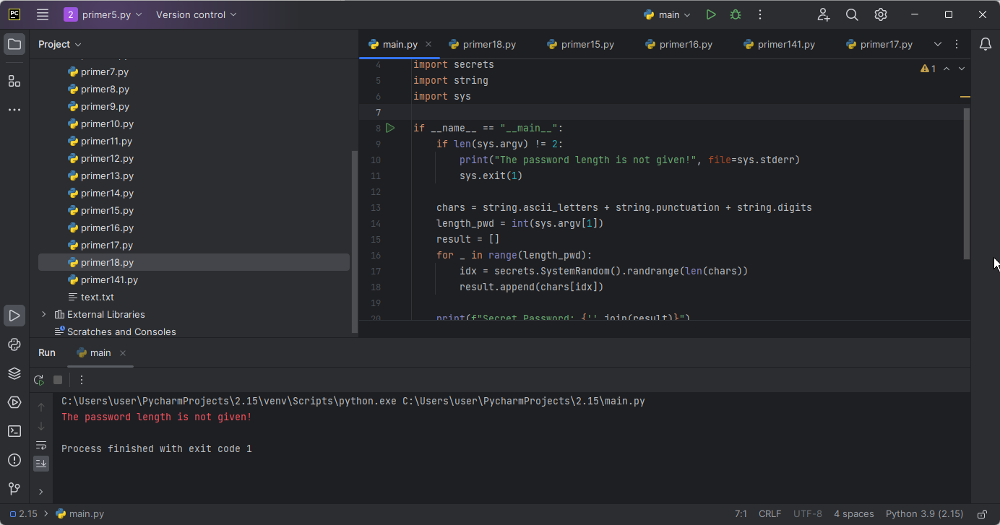 PC 2 primer5.py Version control main
Project
primer7.py
primer8.py
primer9.py
primer10.py
primer11.py
primer12.py
primer13.py
primer14.py
primer15.py
primer16.py
primer17.py
primer18.py
primer141.py
text.txt
External Libraries
Scratches and Consoles
main.py primer18.py primer15.py primer16.py primer141.py primer17.py
1
4 import secrets
5 import string
6 import sys
7
8 if __name__ == "__main__":
9 if len(sys.argv) != 2:
10 print("The password length is not given!", file=sys.stderr)
11 sys.exit(1)
12
13 chars = string.ascii_letters + string.punctuation + string.digits
14 length_pwd = int(sys.argv[1])
15 result = []
16 for _ in range(length_pwd):
17 idx = secrets.SystemRandom().randrange(len(chars))
18 result.append(chars[idx])
19
20 print(f"Secret Password: {''.join(result)}")
Run main
C:\Users\user\PycharmProjects\2.15\venv\Scripts\python.exe C:\Users\user\PycharmProjects\2.15\main.py
The password length is not given!
Process finished with exit code 1
2.15 main.py 7:1 CRLF UTF-8 4 spaces Python 3.9 (2.15)